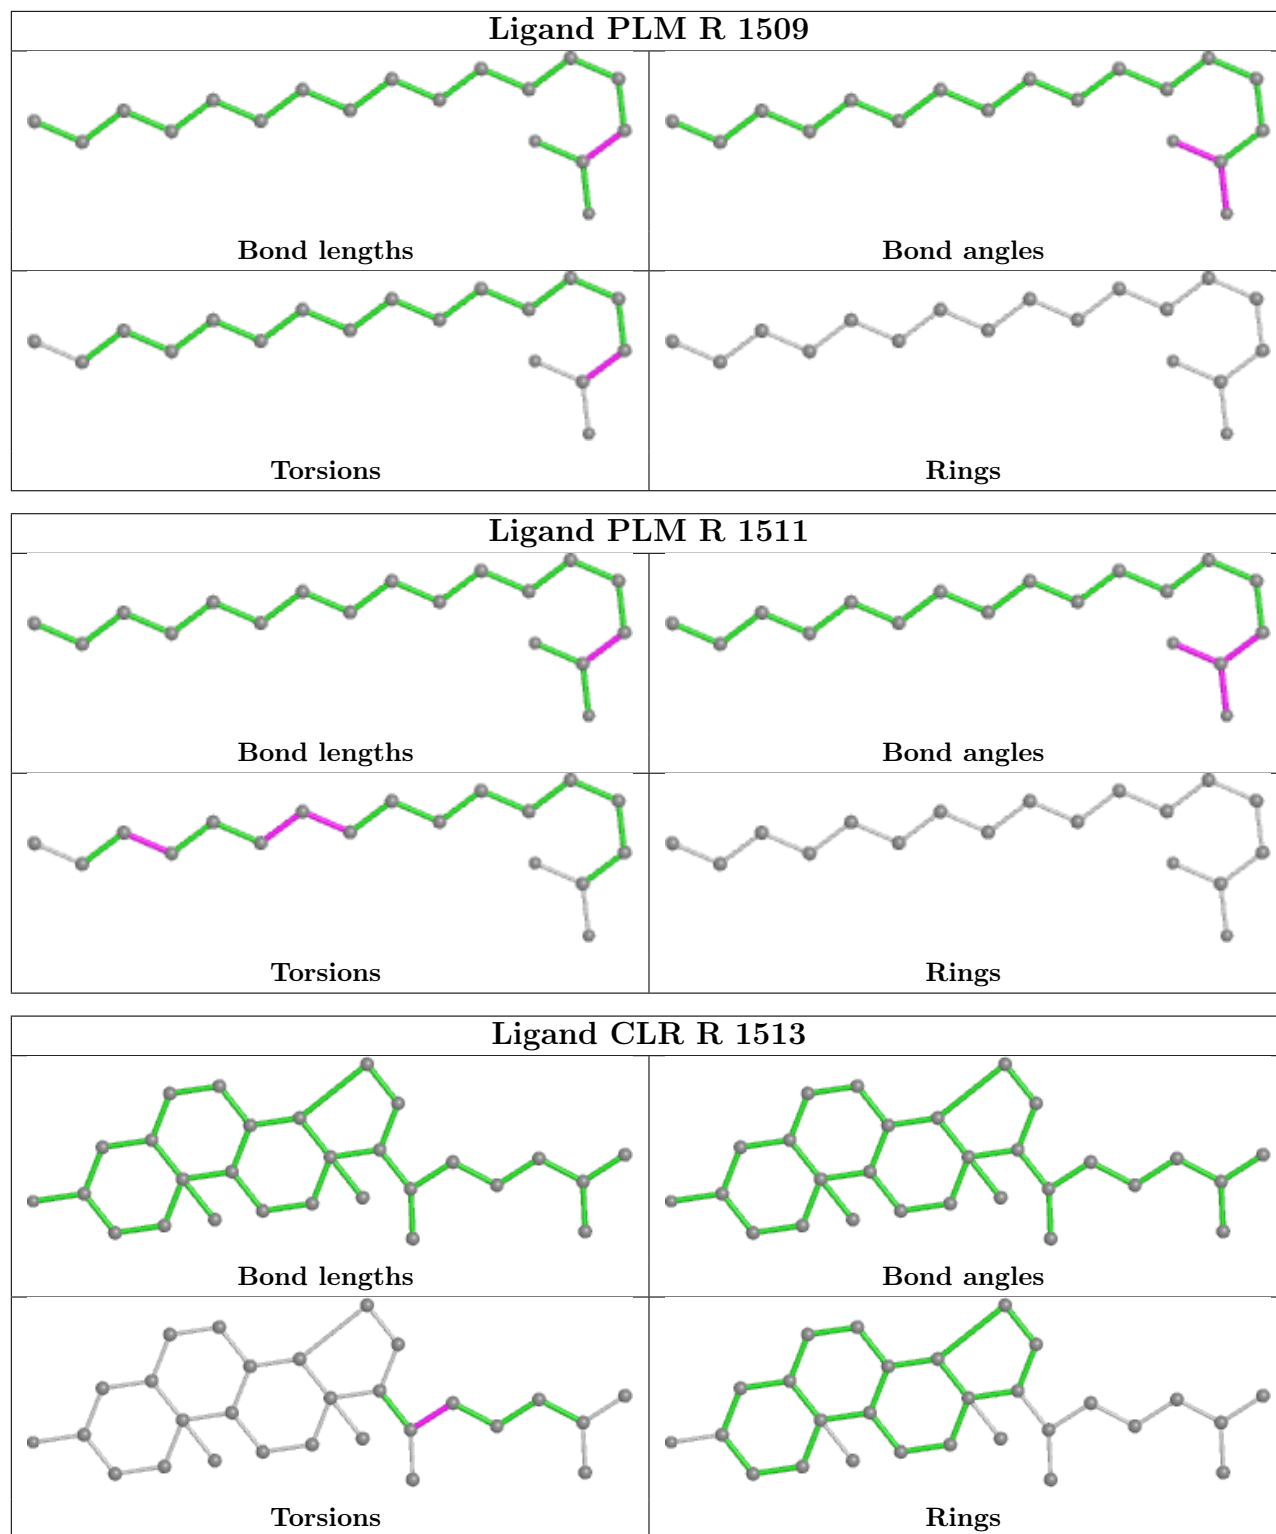 Ligand PLM R 1509
Bond lengths
Bond angles
Torsions
Rings
Ligand PLM R 1511
Bond lengths
Bond angles
Torsions
Rings
Ligand CLR R 1513
Bond lengths
Bond angles
Torsions
Rings